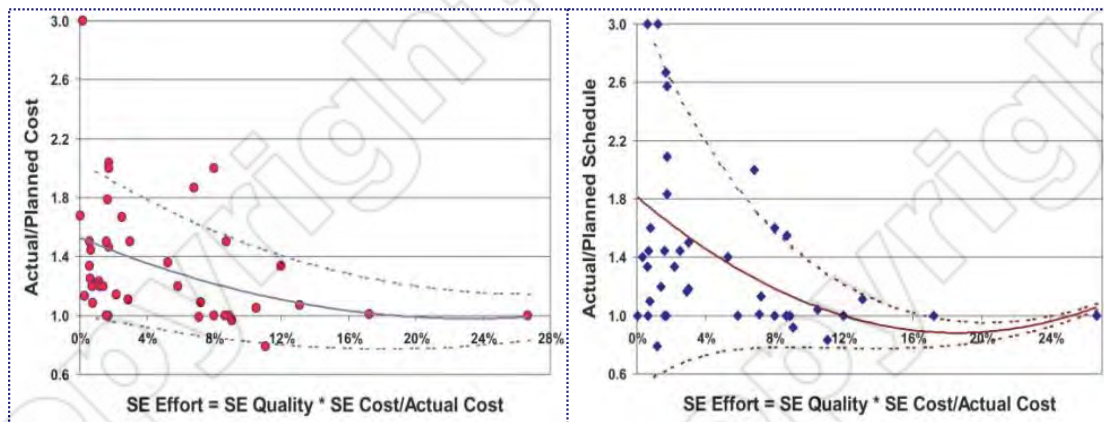 3.0
2.6
2.2
1.8
1.4
1.0
0.6
Actual/Planned Cost
0% 4% 8% 12% 16% 20% 24% 28%
SE Effort = SE Quality * SE Cost/Actual Cost
3.0
2.6
2.2
1.8
1.4
1.0
0.6
Actual/Planned Schedule
0% 4% 8% 12% 16% 20% 24%
SE Effort = SE Quality * SE Cost/Actual Cost
opyright
opyright